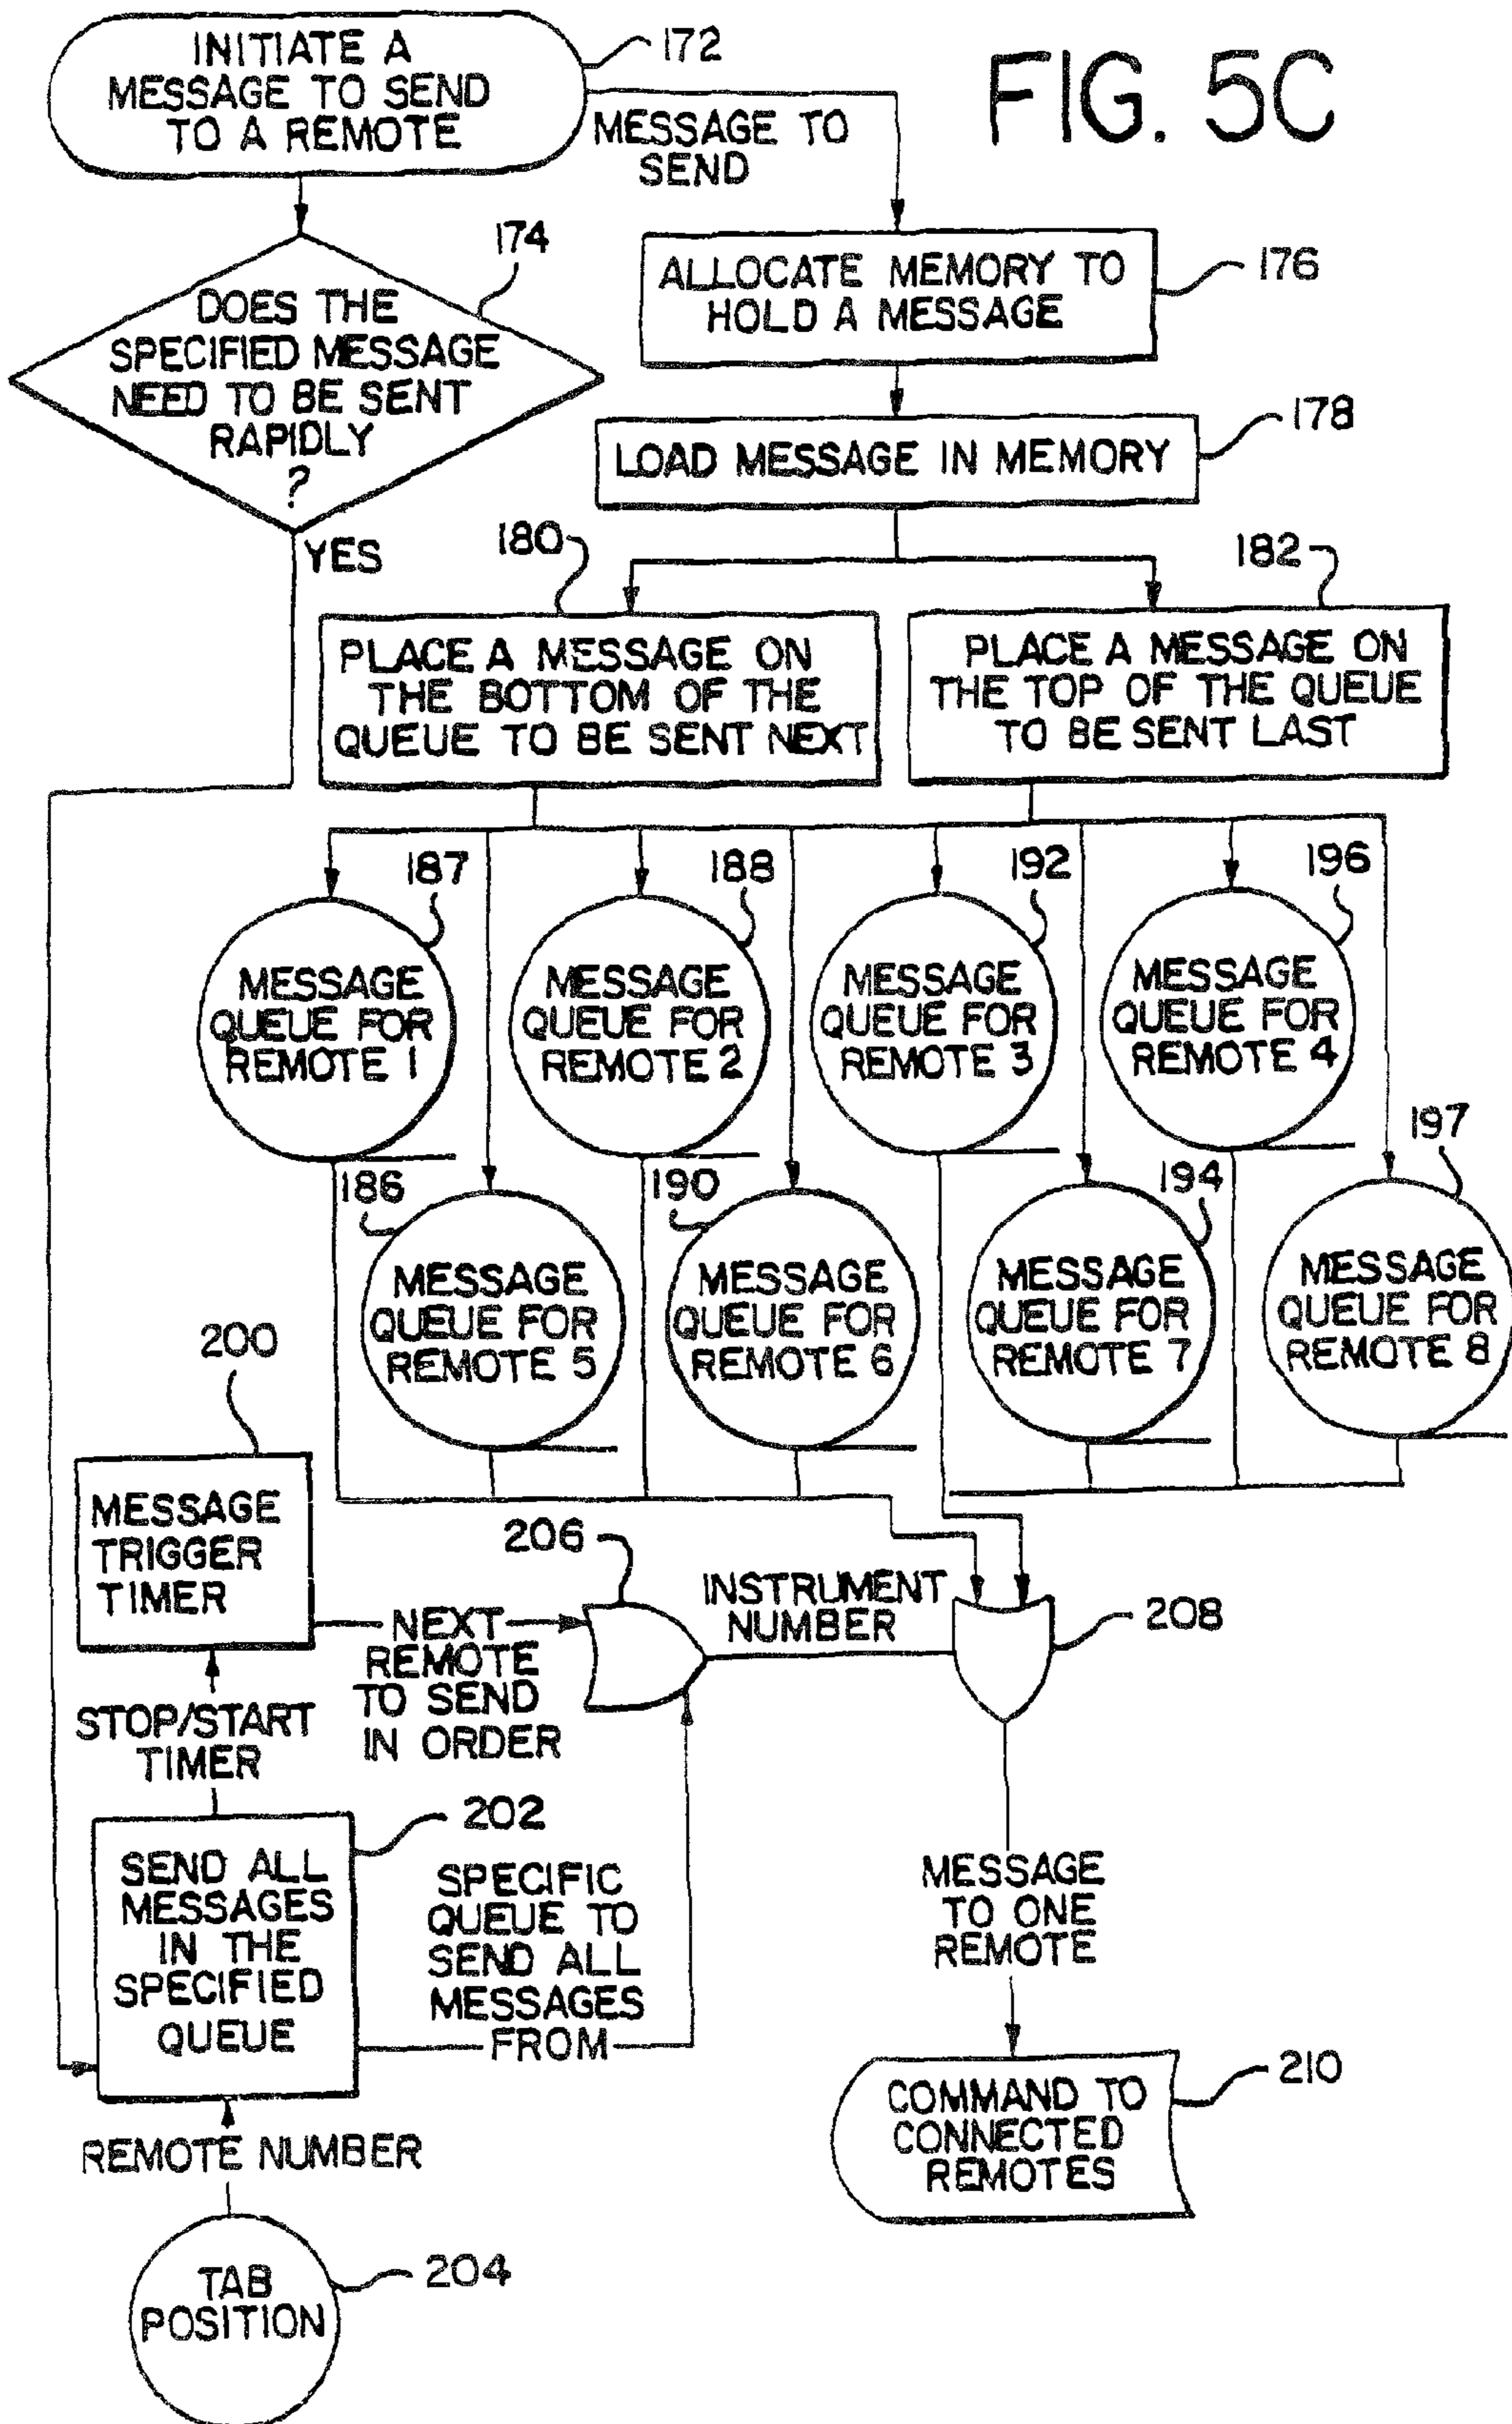 FIG. 5C
INITIATE A
MESSAGE TO SEND
TO A REMOTE
172
MESSAGE TO
SEND
174
DOES THE
SPECIFIED MESSAGE
NEED TO BE SENT
RAPIDLY
?
YES
ALLOCATE MEMORY TO
HOLD A MESSAGE
176
LOAD MESSAGE IN MEMORY
178
180
PLACE A MESSAGE ON
THE BOTTOM OF THE
QUEUE TO BE SENT NEXT
182
PLACE A MESSAGE ON
THE TOP OF THE QUEUE
TO BE SENT LAST
187
MESSAGE
QUEUE FOR
REMOTE 1
188
MESSAGE
QUEUE FOR
REMOTE 2
192
MESSAGE
QUEUE FOR
REMOTE 3
196
MESSAGE
QUEUE FOR
REMOTE 4
186
MESSAGE
QUEUE FOR
REMOTE 5
190
MESSAGE
QUEUE FOR
REMOTE 6
194
MESSAGE
QUEUE FOR
REMOTE 7
197
MESSAGE
QUEUE FOR
REMOTE 8
200
MESSAGE
TRIGGER
TIMER
NEXT
REMOTE
TO SEND
IN ORDER
206
INSTRUMENT
NUMBER
208
STOP/START
TIMER
202
SEND ALL
MESSAGES
IN THE
SPECIFIED
QUEUE
SPECIFIC
QUEUE TO
SEND ALL
MESSAGES
FROM
MESSAGE
TO ONE
REMOTE
210
COMMAND TO
CONNECTED
REMOTES
REMOTE NUMBER
204
TAB
POSITION